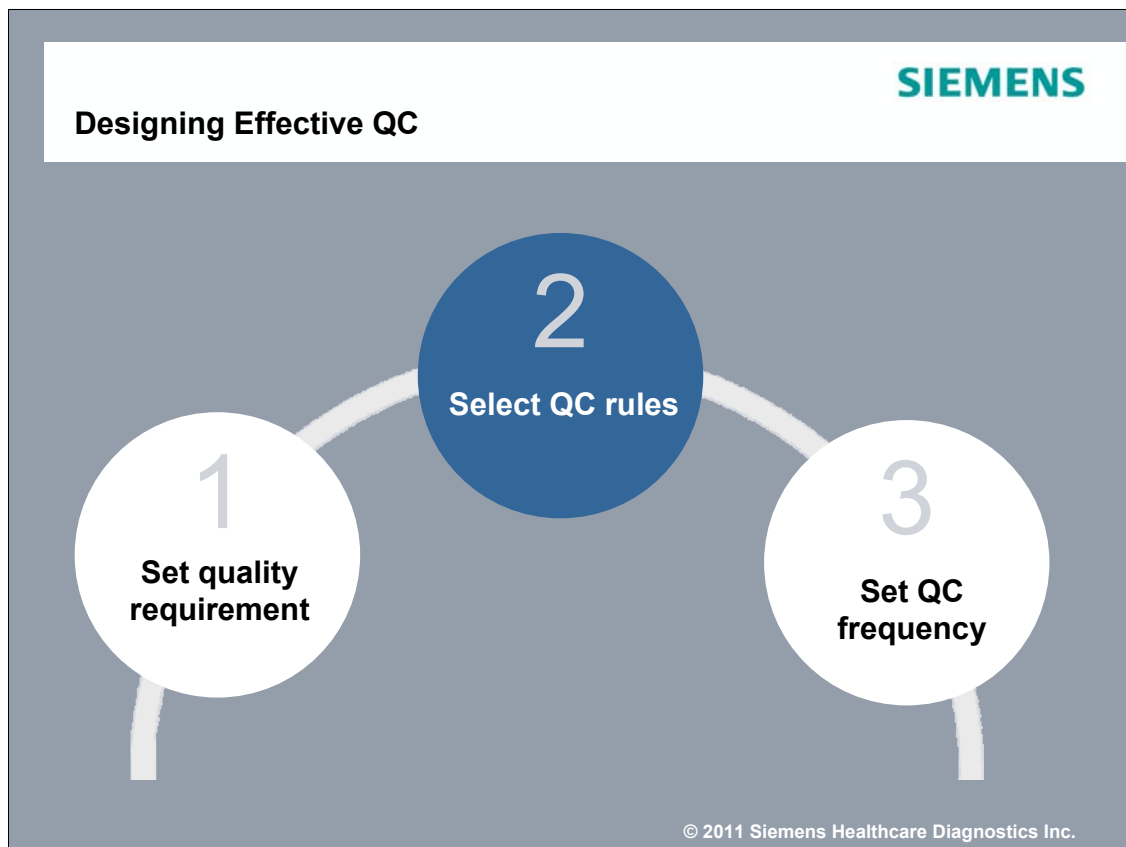 SIEMENS
Designing Effective QC
2
Select QC rules
1
Set quality
requirement
3
Set QC
frequency
© 2011 Siemens Healthcare Diagnostics Inc.